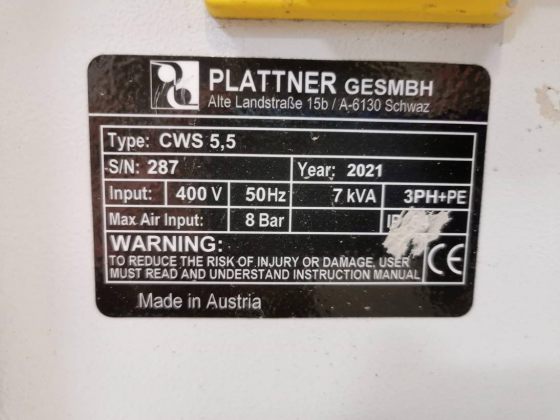 PLATTNER GESMBH
Alte Landstraße 15b / A-6130 Schwaz
Type: CWS 5,5
S/N: 287 Year: 2021
Input: 400 V 50Hz 7 kVA 3PH+PE
Max Air Input: 8 Bar
WARNING:
TO REDUCE THE RISK OF INJURY OR DAMAGE, USER
MUST READ AND UNDERSTAND INSTRUCTION MANUAL
CE
Made in Austria